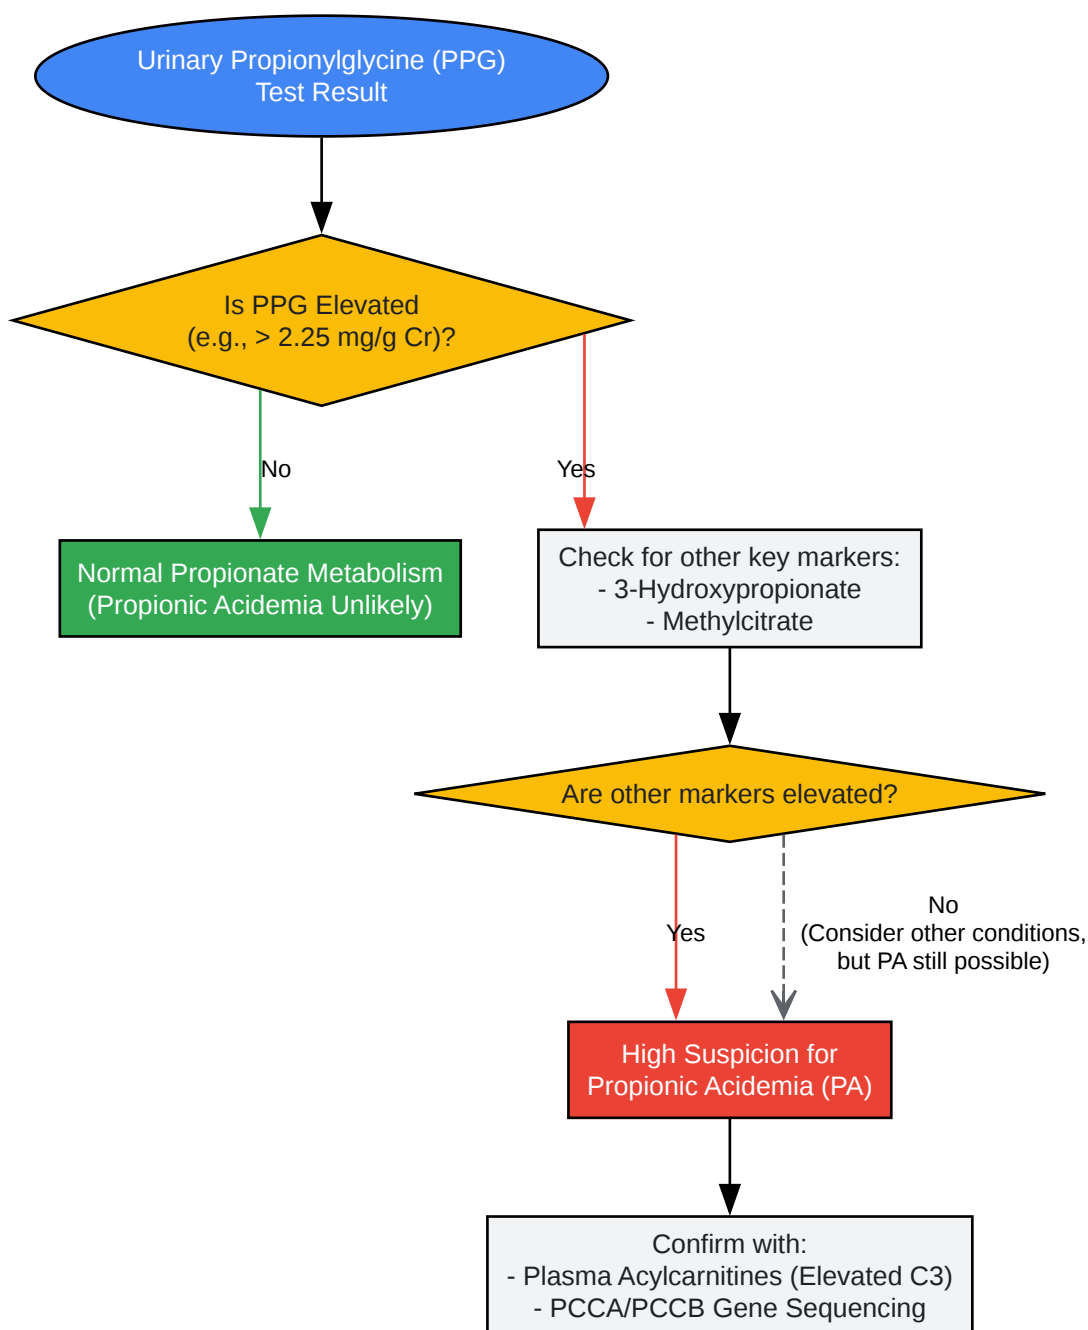 Urinary Propionylglycine (PPG)
Test Result
Is PPG Elevated
(e.g., > 2.25 mg/g Cr)?
No
Yes
Normal Propionate Metabolism
(Propionic Acidemia Unlikely)
Check for other key markers:
- 3-Hydroxypropionate
- Methylcitrate
Are other markers elevated?
Yes
No
(Consider other conditions,
but PA still possible)
High Suspicion for
Propionic Acidemia (PA)
Confirm with:
- Plasma Acylcarnitines (Elevated C3)
- PCCA/PCCB Gene Sequencing